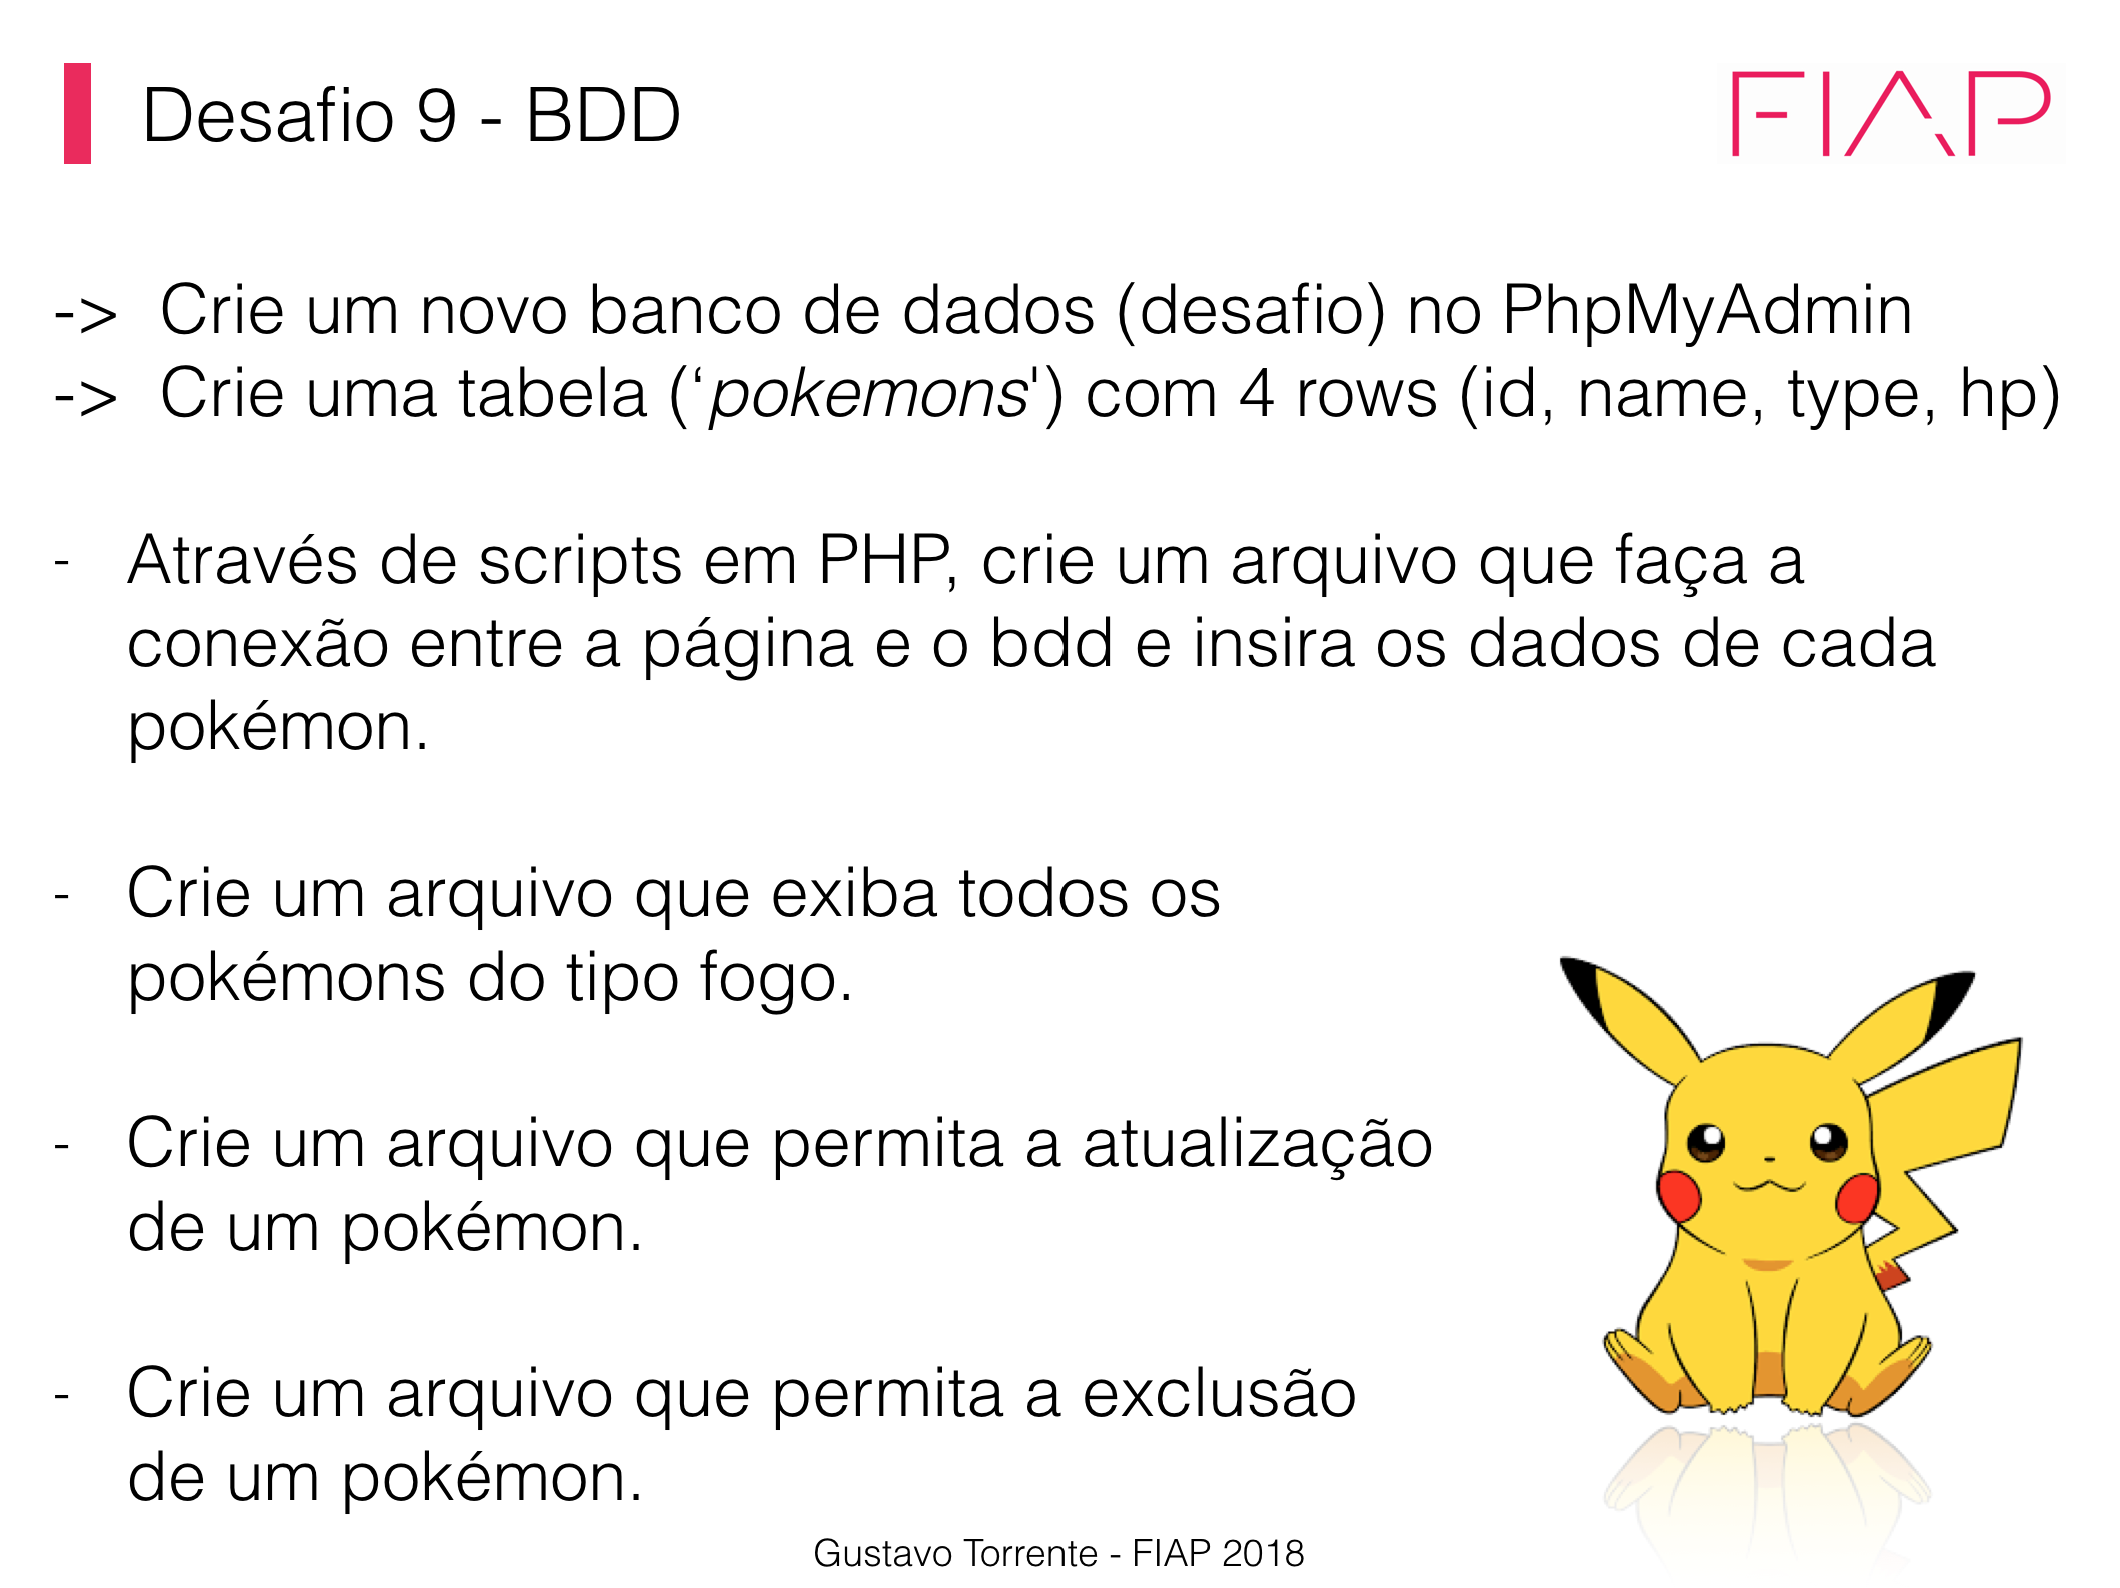 Desafio 9 - BDD
FIAP
-> Crie um novo banco de dados (desafio) no PhpMyAdmin
-> Crie uma tabela (‘pokemons') com 4 rows (id, name, type, hp)
- Através de scripts em PHP, crie um arquivo que faça a
conexão entre a página e o bdd e insira os dados de cada
pokémon.
- Crie um arquivo que exiba todos os
pokémons do tipo fogo.
- Crie um arquivo que permita a atualização
de um pokémon.
- Crie um arquivo que permita a exclusão
de um pokémon.
Gustavo Torrente - FIAP 2018